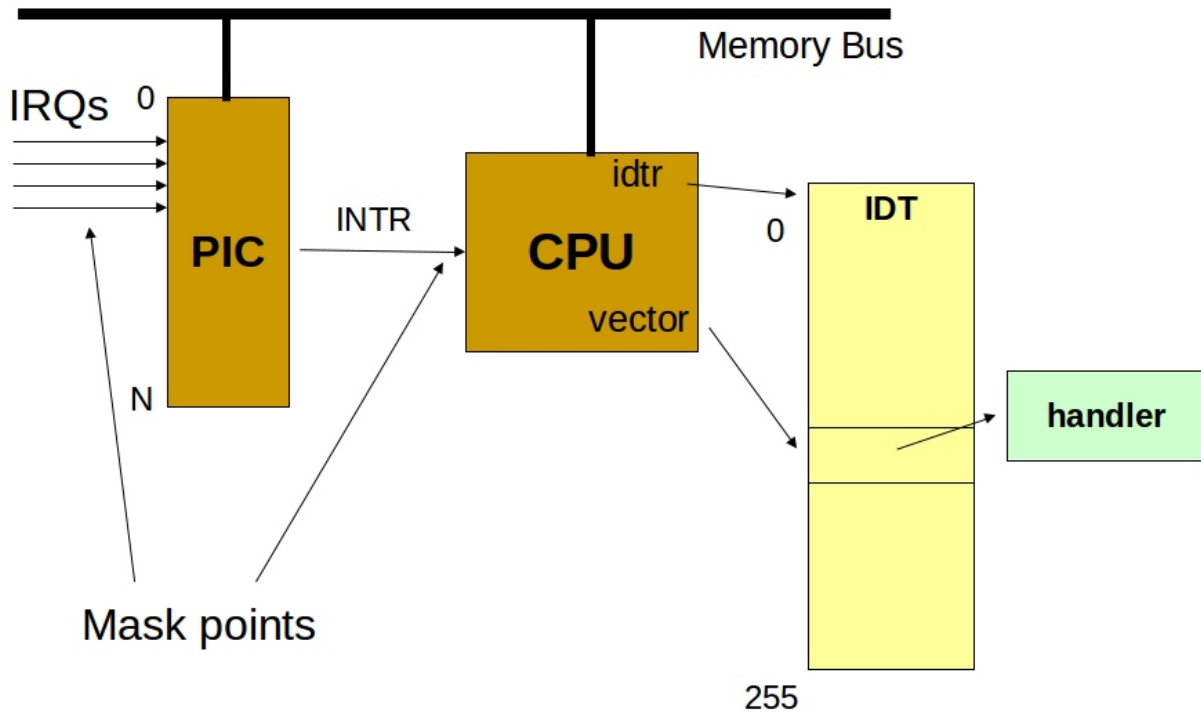 Memory Bus
IRQs
0
idtr
IDT
0
INTR
PIC
CPU
vector
N
handler
Mask points
255